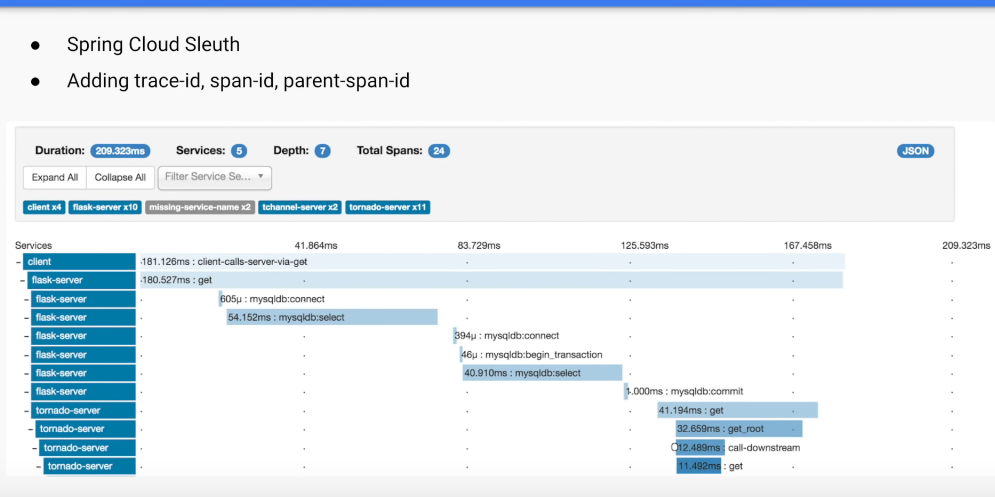 ● Spring Cloud Sleuth
● Adding trace-id, span-id, parent-span-id
Duration: 209.323ms Services: 5 Depth: 7 Total Spans: 24 JSON
Expand All Collapse All Filter Service Se... ▼
client x4 flask-server x10 missing-service-name x2 tchannel-server x2 tornado-server x11
Services 41.864ms 83.729ms 125.593ms 167.458ms 209.323ms
– client 181.126ms : client-calls-server-via-get
– flask-server 180.527ms : get
– flask-server 605μ : mysqldb:connect
– flask-server 54.152ms : mysqldb:select
– flask-server 394μ : mysqldb:connect
– flask-server 46μ : mysqldb:begin_transaction
– flask-server 40.910ms : mysqldb:select
– flask-server 1.000ms : mysqldb:commit
– tornado-server 41.194ms : get
– tornado-server 32.659ms : get_root
– tornado-server 12.489ms : call-downstream
– tornado-server 11.492ms : get